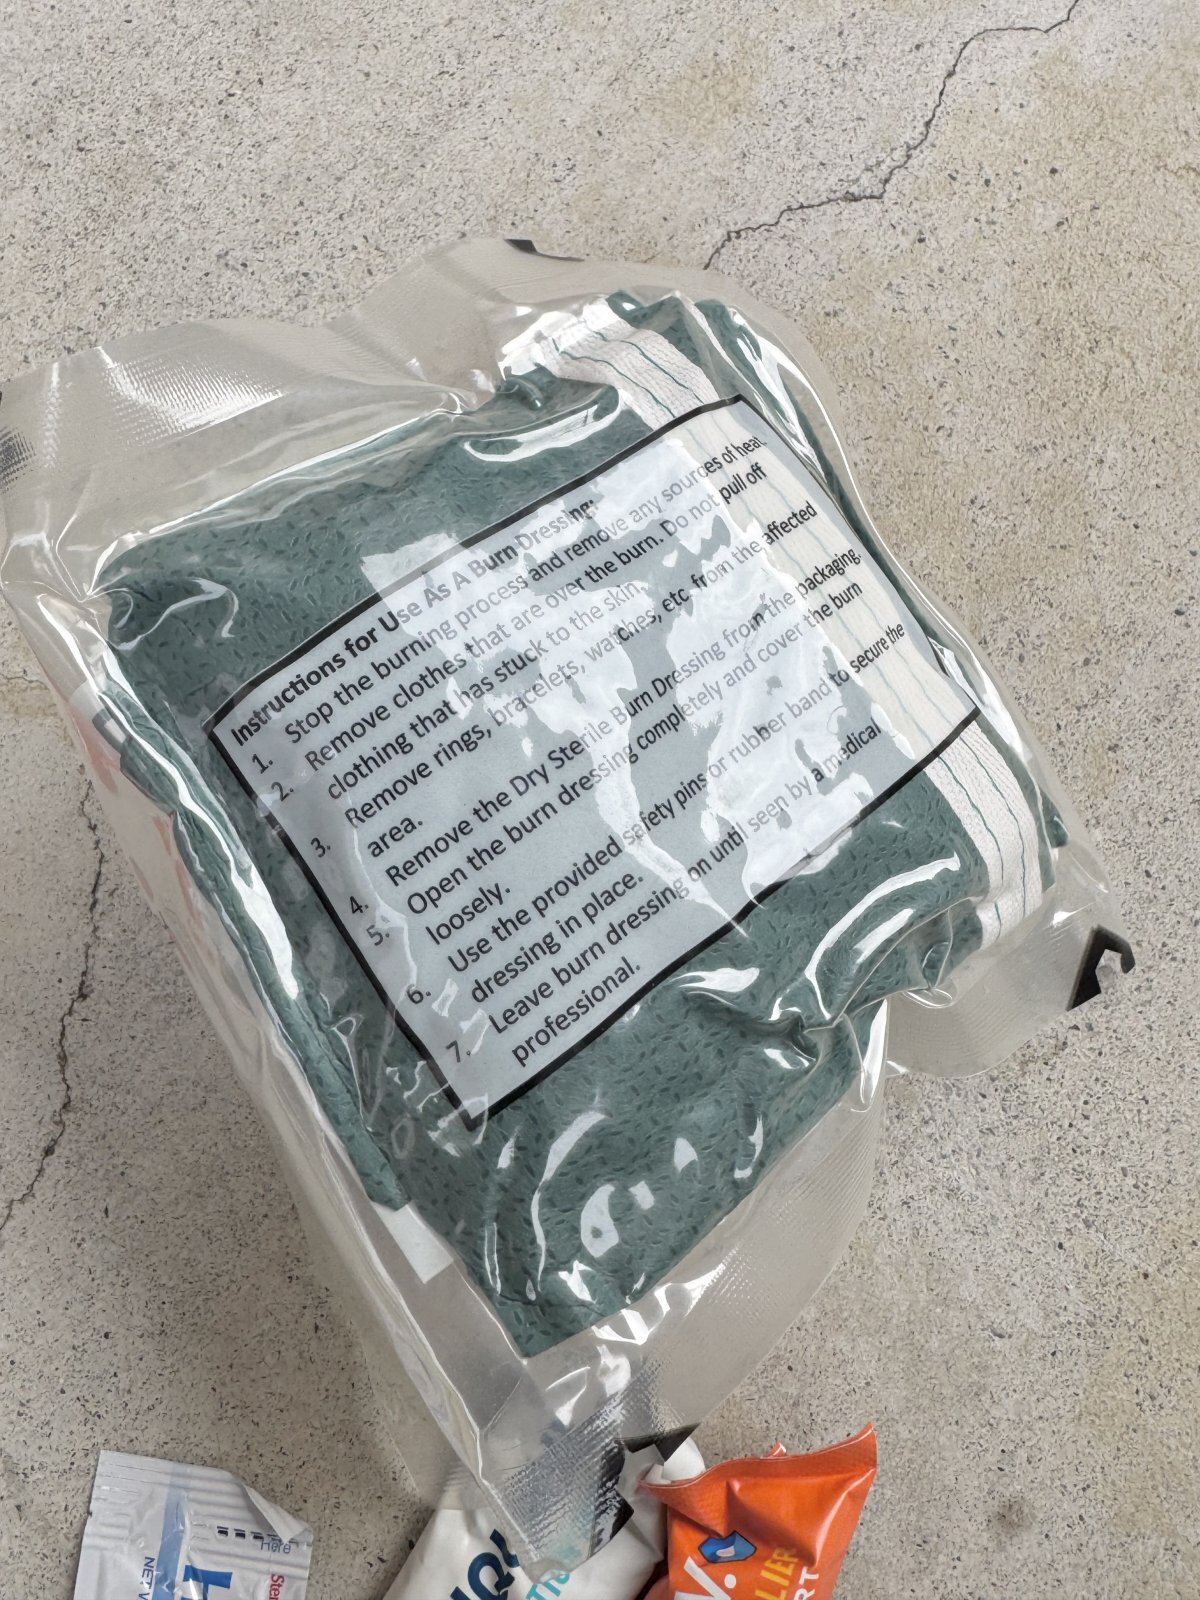 Instructions for Use As A Burn Dressing:
1. Stop the burning process and remove any sources of heat.
2. Remove clothes that are over the burn. Do not pull off
clothing that has stuck to the skin.
3. Remove rings, bracelets, watches, etc from the affected
area.
4. Remove the Dry Sterile Burn Dressing from the packaging.
5. Open the burn dressing completely and cover the burn
loosely.
6. Use the provided safety pins or rubber band to secure the
dressing in place.
7. Leave burn dressing on until seen by a medical
professional.
Here
NET